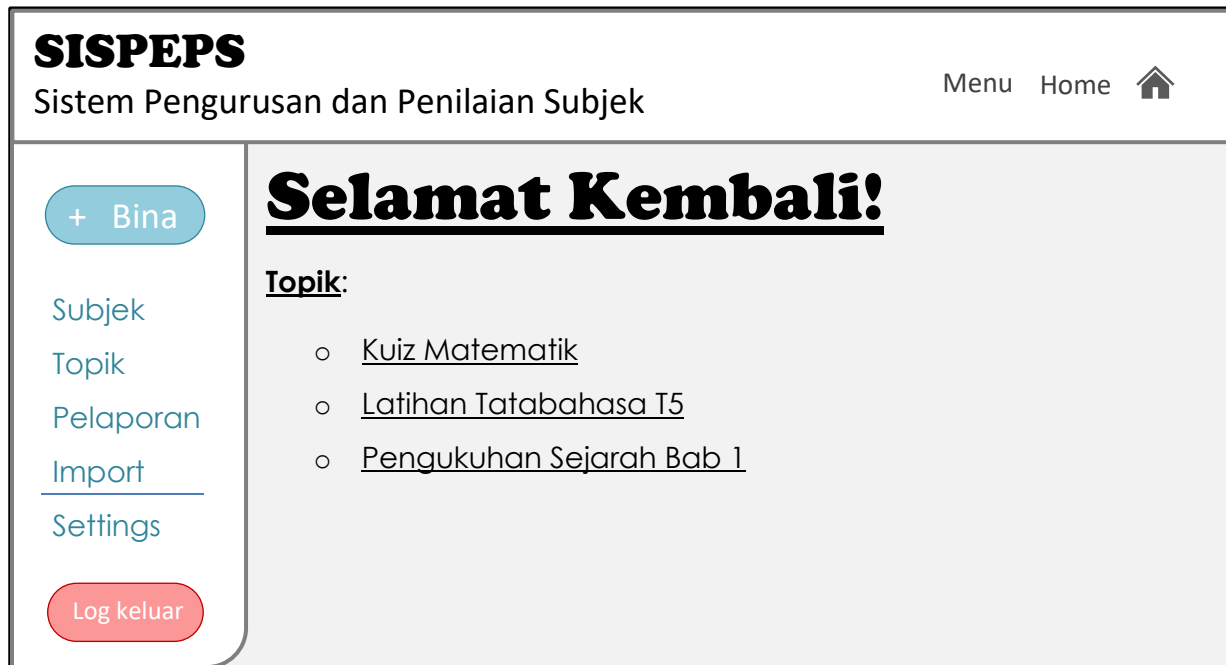 SISPEPS
Sistem Pengurusan dan Penilaian Subjek
Menu Home
+ Bina
Subjek
Topik
Pelaporan
Import
Settings
Log keluar
Selamat Kembali!
Topik:
o Kuiz Matematik
o Latihan Tatabahasa T5
o Pengukuhan Sejarah Bab 1